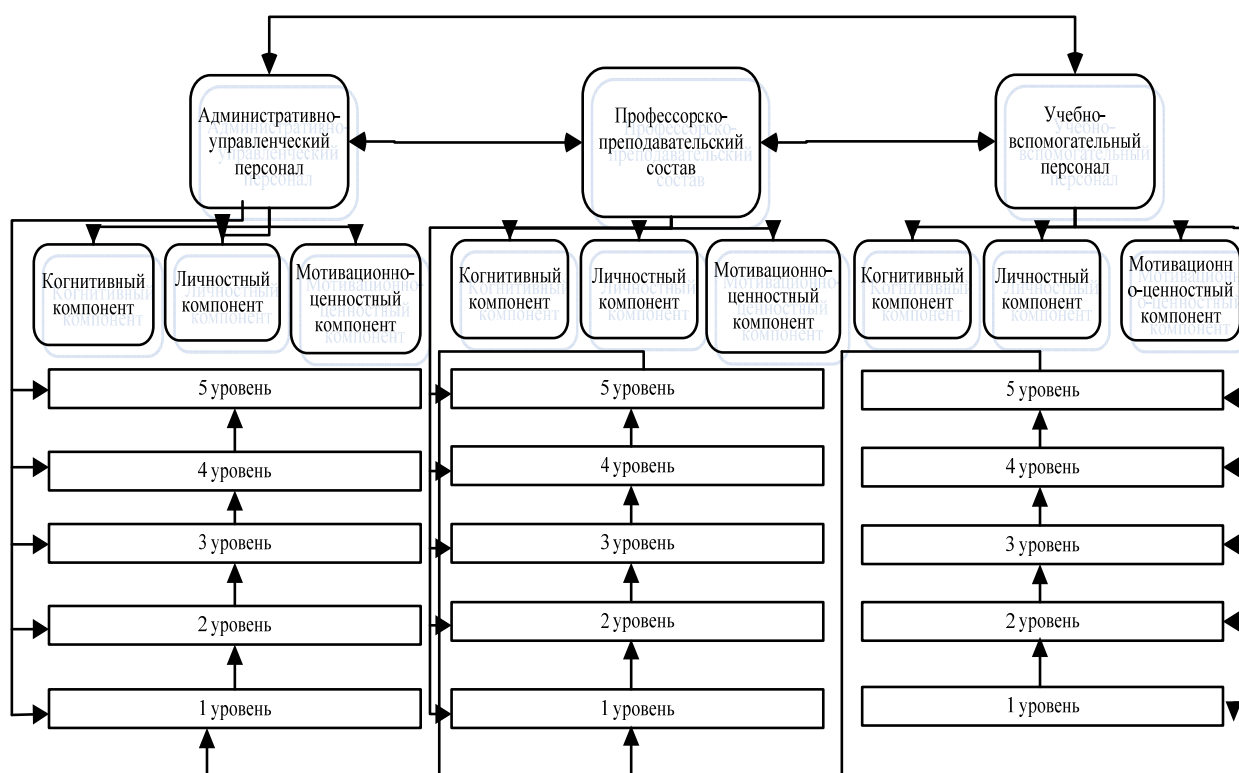 Административно-
управленческий
персонал
Профессорско-
преподавательский
состав
Учебно-
вспомогательный
персонал
Когнитивный
компонент
Личностный
компонент
Мотивационно-
ценностный
компонент
Когнитивный
компонент
Личностный
компонент
Мотивационно-
ценностный
компонент
Когнитивный
компонент
Личностный
компонент
Мотивационн
о-ценностный
компонент
5 уровень
4 уровень
3 уровень
2 уровень
1 уровень
5 уровень
4 уровень
3 уровень
2 уровень
1 уровень
5 уровень
4 уровень
3 уровень
2 уровень
1 уровень